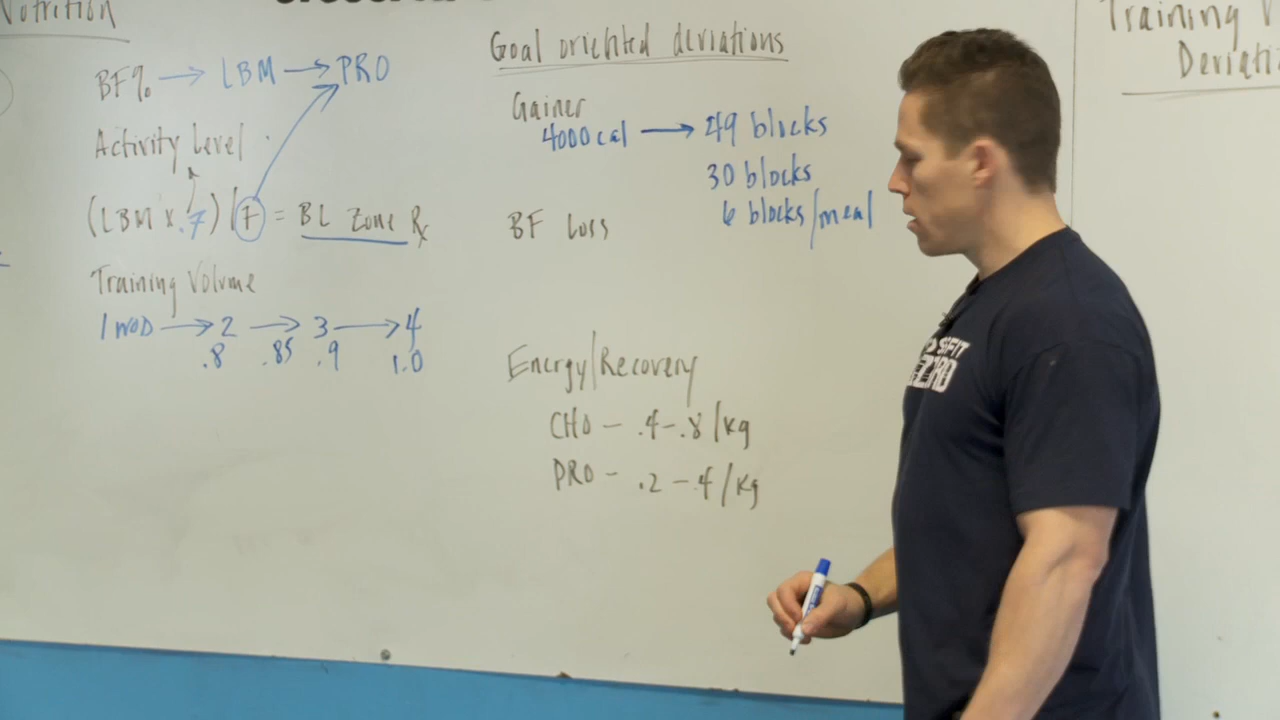 Nutrition
BF% → LBM → PRO
Activity Level
(LBM x .7) / 7 = BL Zone Rx
Training Volume
1 WOD → 2 → 3 → 4
.8 .85 .9 1.0
Goal oriented deviations
Gainer
4000 cal → 49 blocks
30 blocks
6 blocks/meal
BF Loss
Energy/Recovery
CHO - .4-.8/kg
PRO - .2-.4/kg
Training V
Deviati